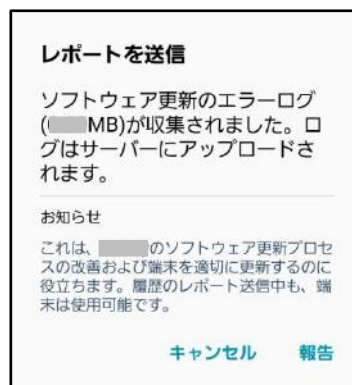 レポートを送信
ソフトウェア更新のエラーログ
(MB)が収集されました。ロ
グはサーバーにアップロードさ
れます。
お知らせ
これは、のソフトウェア更新プロセ
スの改善および端末を適切に更新するのに
役立ちます。履歴のレポート送信中も、端
末は使用可能です。
キャンセル 報告